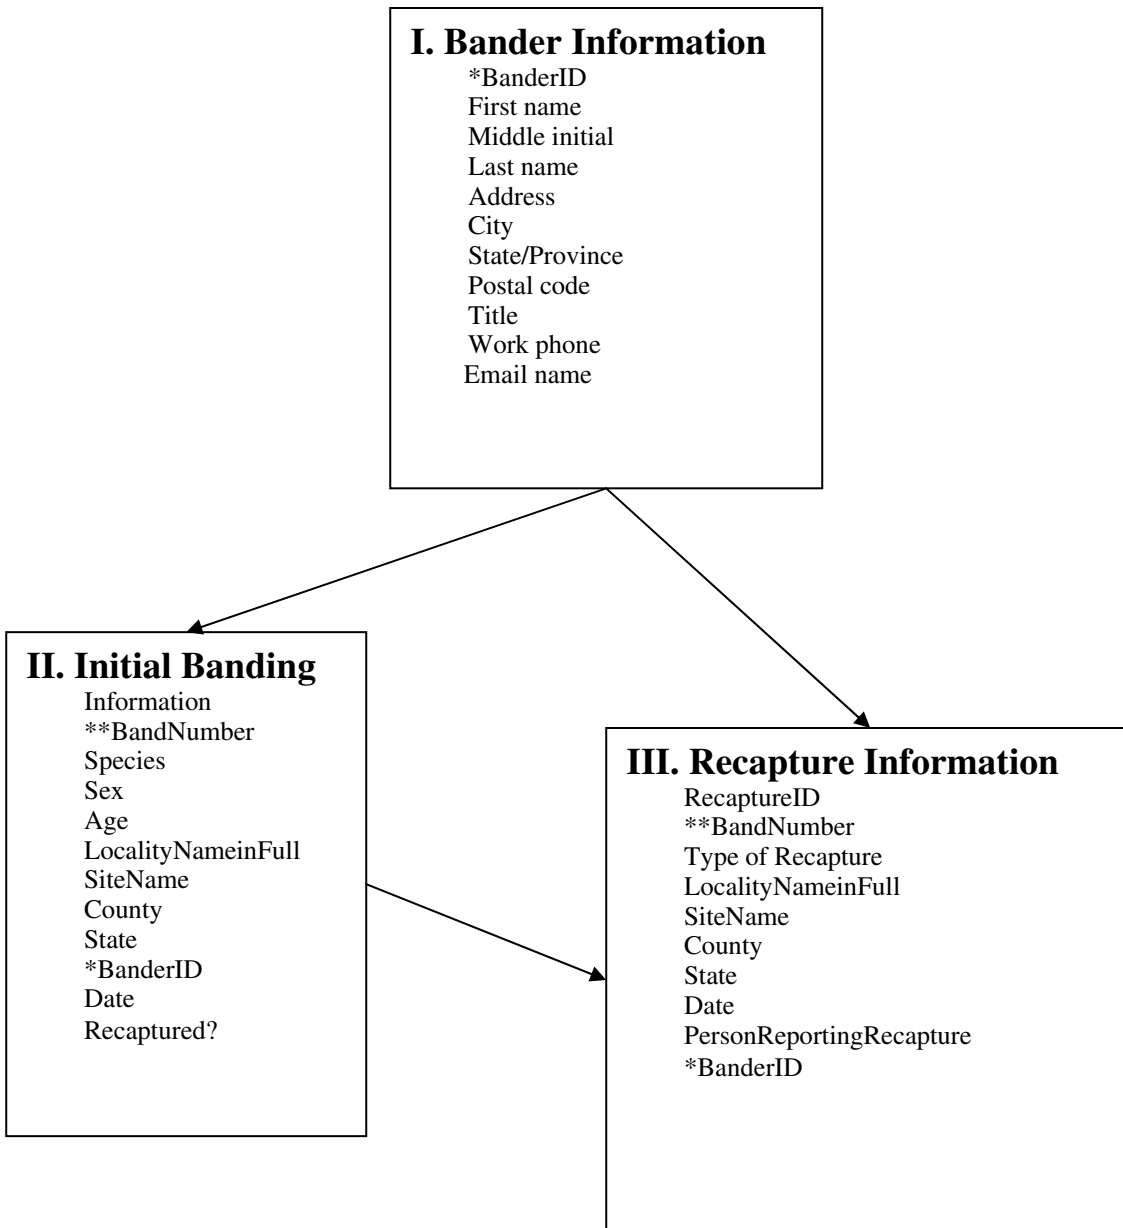 I. Bander Information
*BanderID
First name
Middle initial
Last name
Address
City
State/Province
Postal code
Title
Work phone
Email name
II. Initial Banding
Information
**BandNumber
Species
Sex
Age
LocalityNameinFull
SiteName
County
State
*BanderID
Date
Recaptured?
III. Recapture Information
RecaptureID
**BandNumber
Type of Recapture
LocalityNameinFull
SiteName
County
State
Date
PersonReportingRecapture
*BanderID